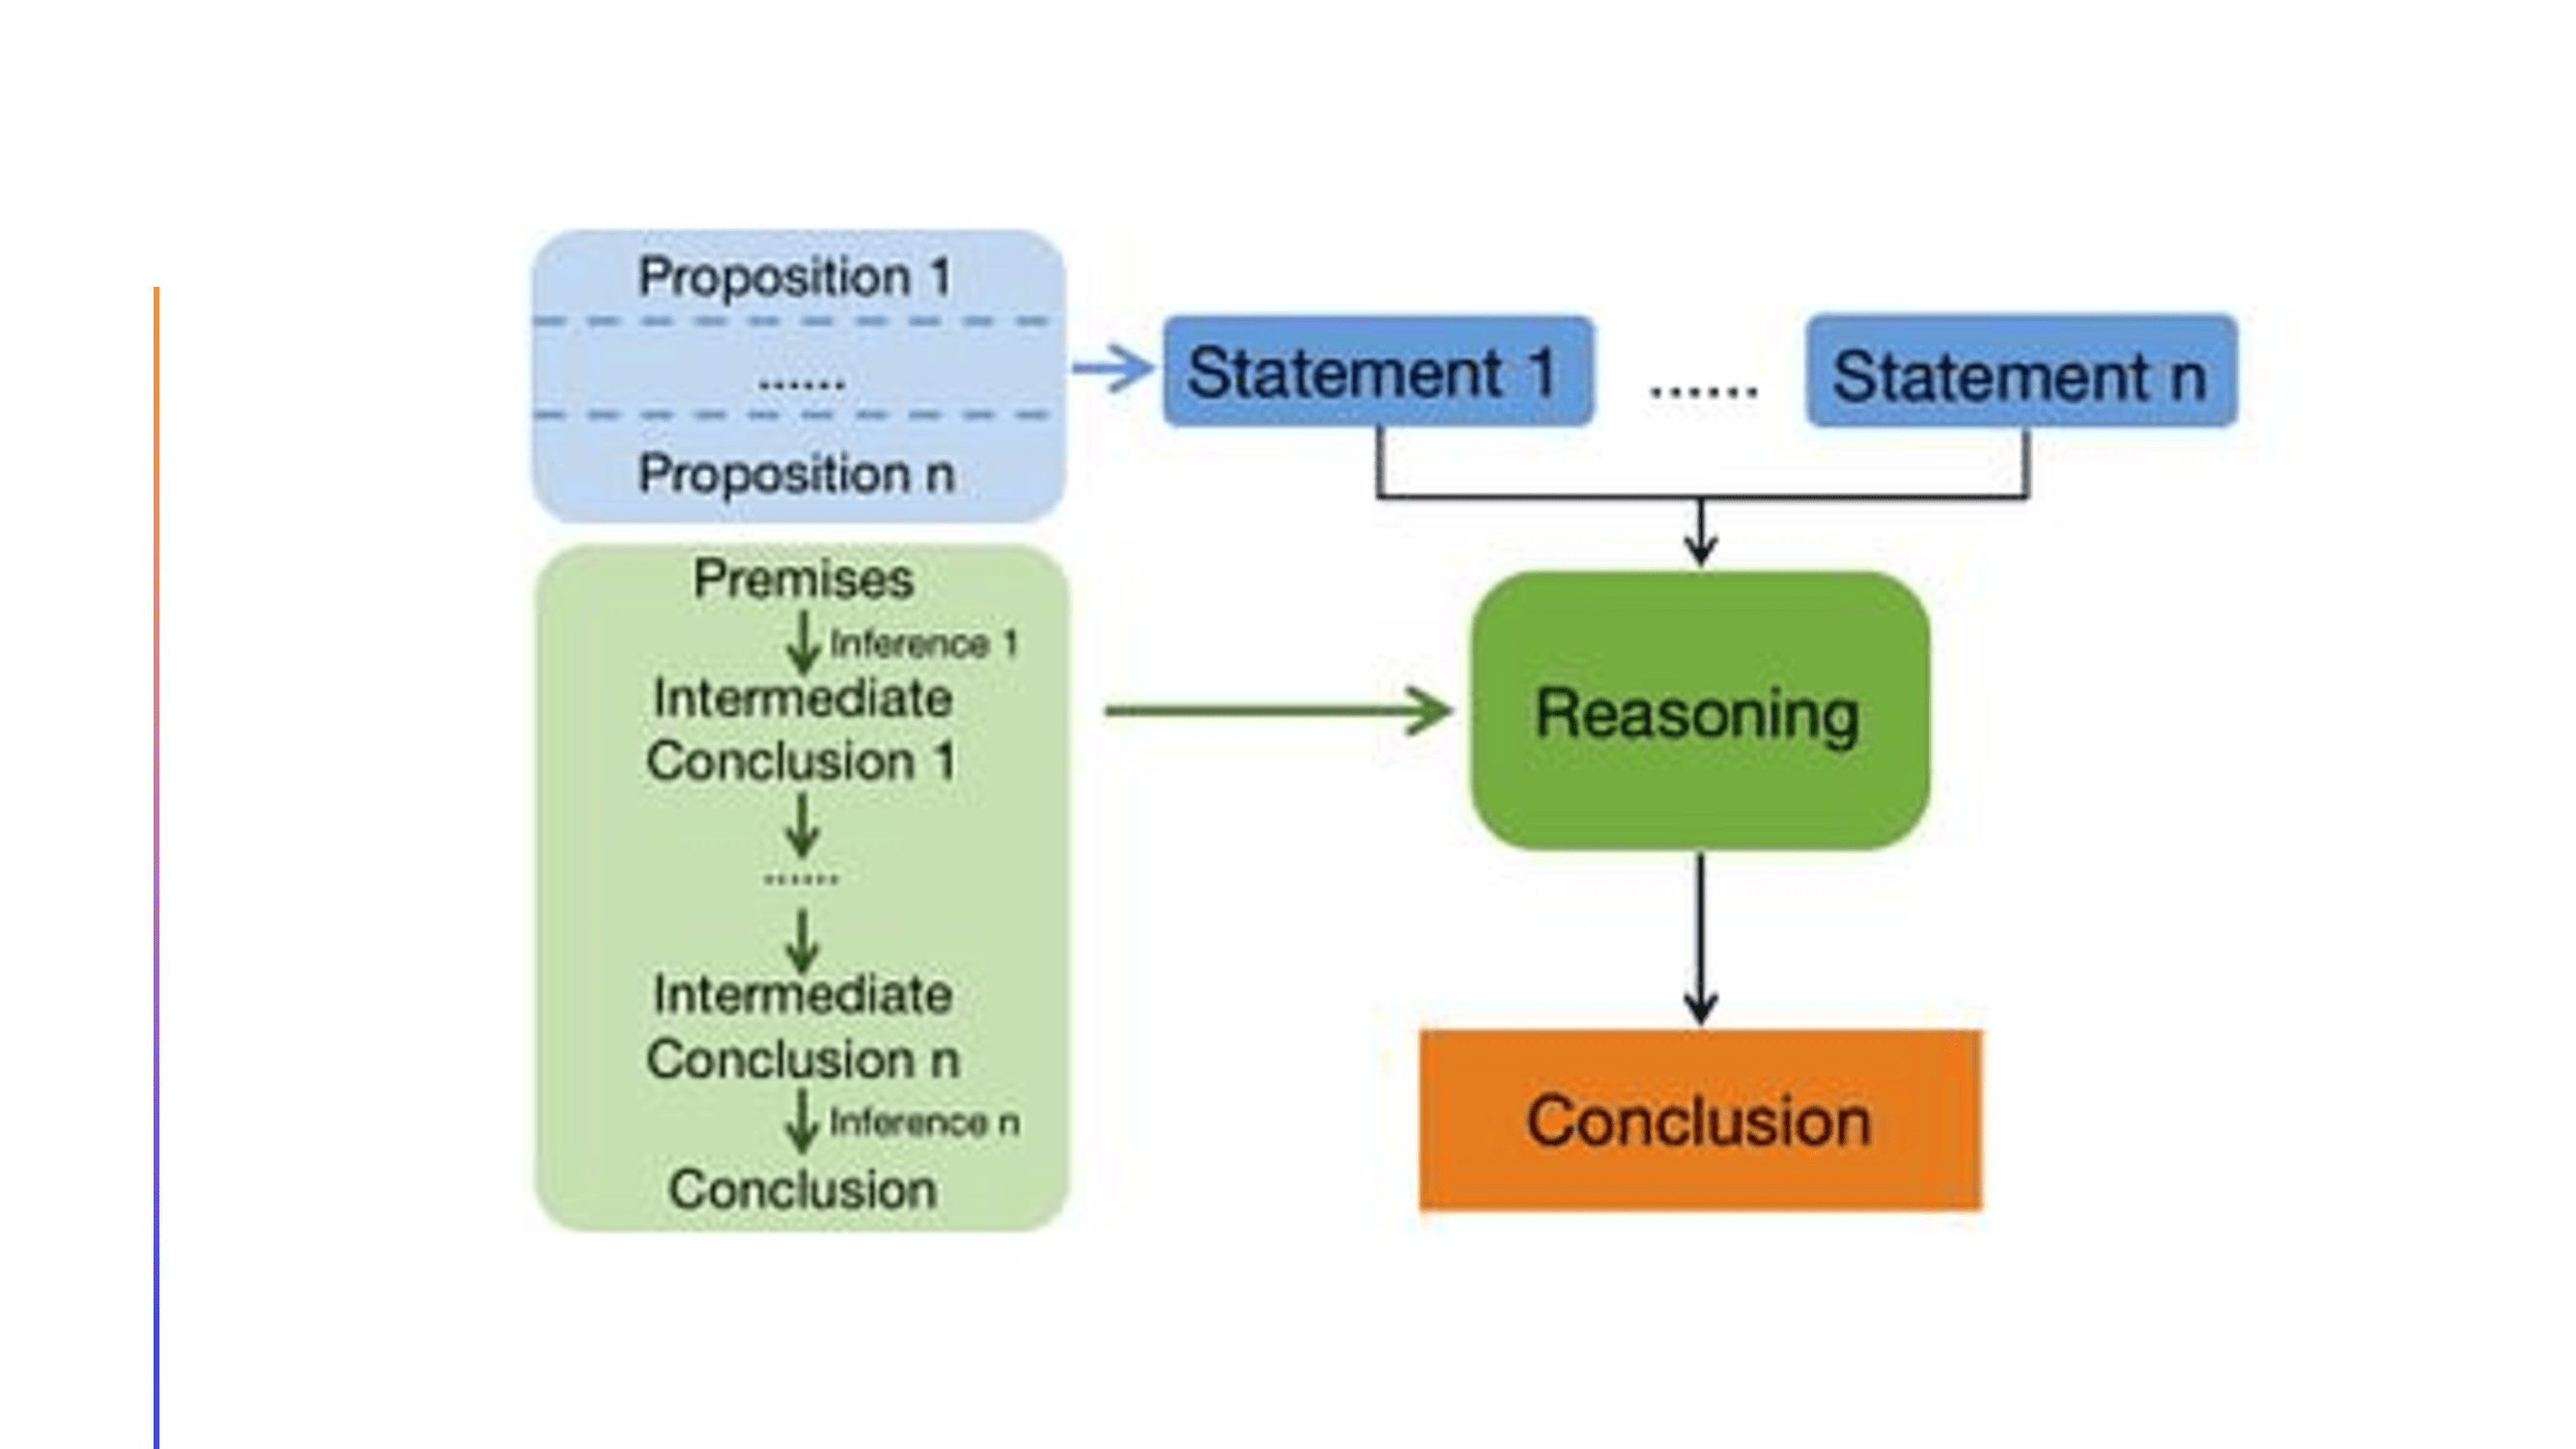 Proposition 1
......
Proposition n
Statement 1
......
Statement n
Premises
Inference 1
Intermediate
Conclusion 1
......
Intermediate
Conclusion n
Inference n
Conclusion
Reasoning
Conclusion